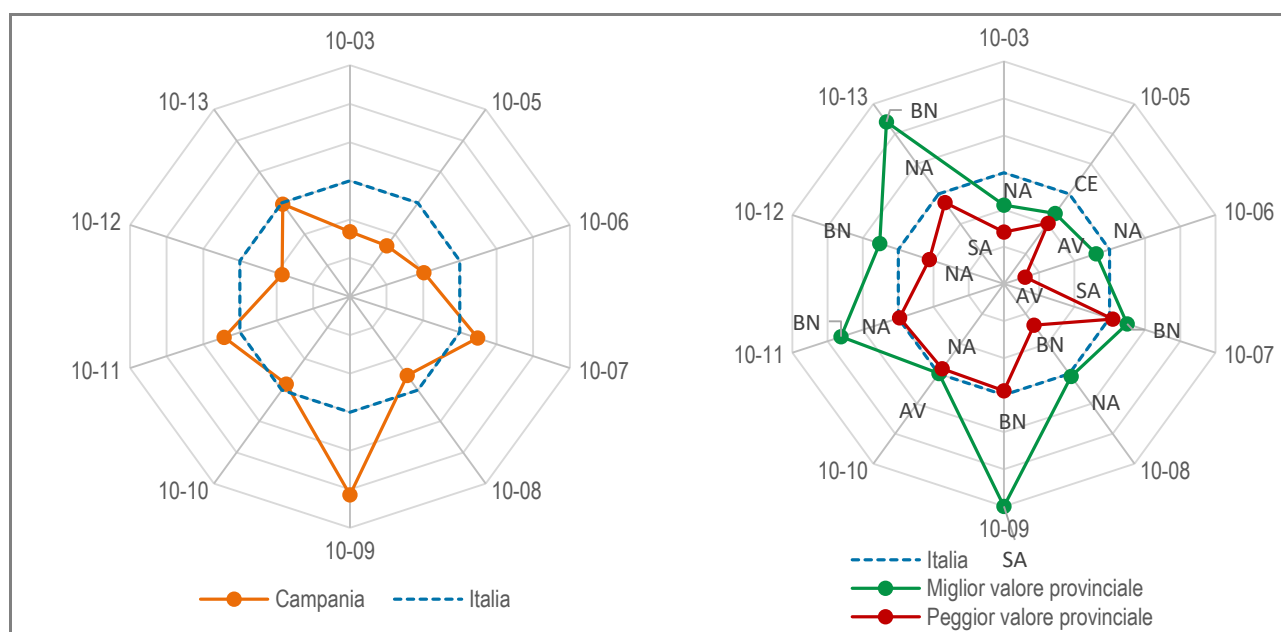 10-03
10-13
10-05
10-12
10-06
10-11
10-07
10-10
10-08
10-09
Campania
Italia
10-03
10-13
BN
10-05
NA
CE
NA
10-12
10-06
BN
NA
SA
AV
NA
AV
SA
BN
NA
BN
10-11
10-07
NA
BN
AV
BN
NA
10-10
10-08
10-09
Italia
SA
Miglior valore provinciale
Peggior valore provinciale